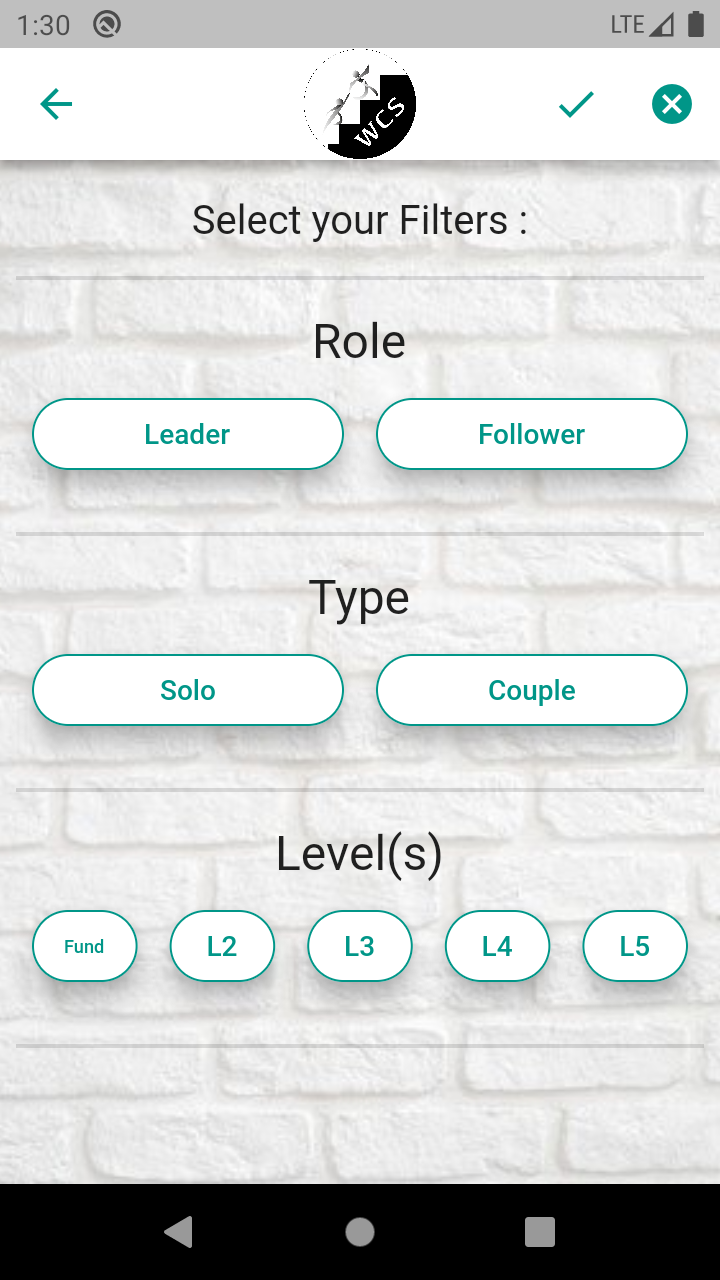 1:30
LTE
WCS
Select your Filters :
Role
Leader
Follower
Type
Solo
Couple
Level(s)
Fund
L2
L3
L4
L5